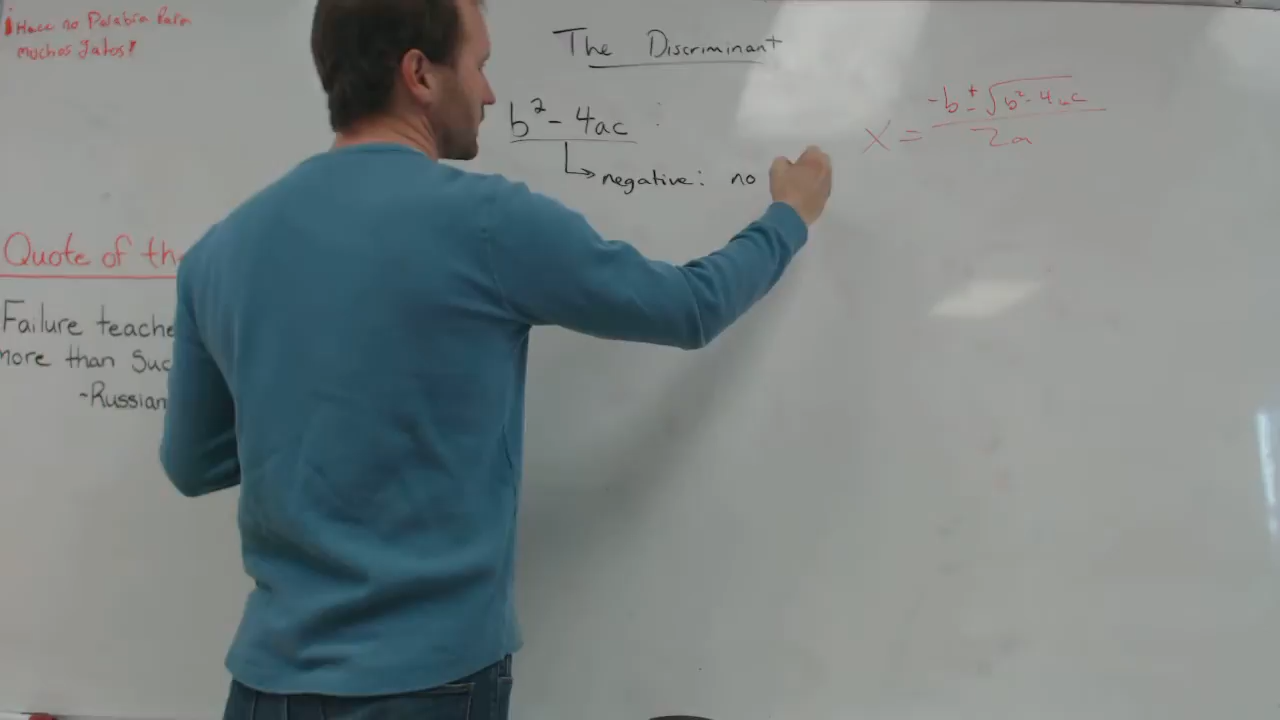 ¡Hace no Palabra Para
muchos gatos!
The Discriminant
b² - 4ac :
negative: no
x = -b ± √b² - 4ac / 2a
Quote of th
Failure teache
more than Suc
-Russian